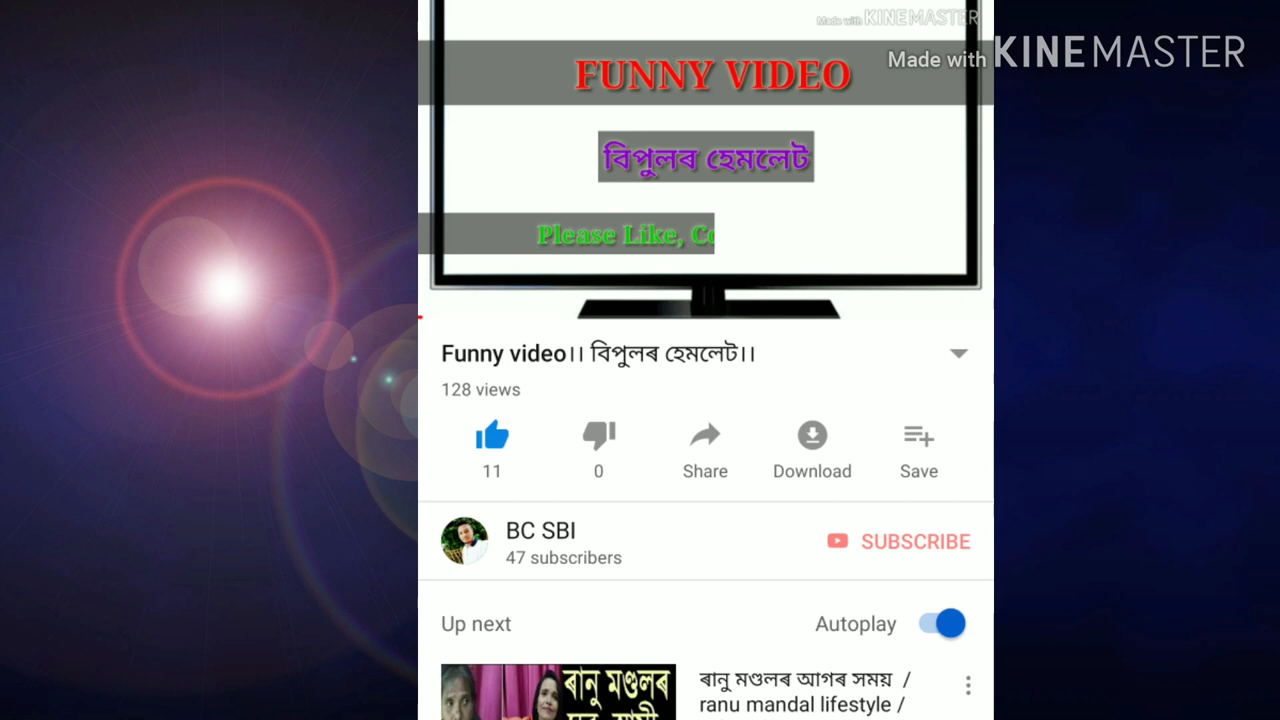 Made with KINEMASTER
Made with KINEMASTER
FUNNY VIDEO
বিপুলৰ হেমলেট
Please Like, Co
Funny video।। বিপুলৰ হেমলেট।।
128 views
11
0
Share
Download
Save
BC SBI
47 subscribers
SUBSCRIBE
Up next
Autoplay
ৰানু মণ্ডলৰ
ৰানু মণ্ডলৰ আগৰ সময় /
ranu mandal lifestyle /